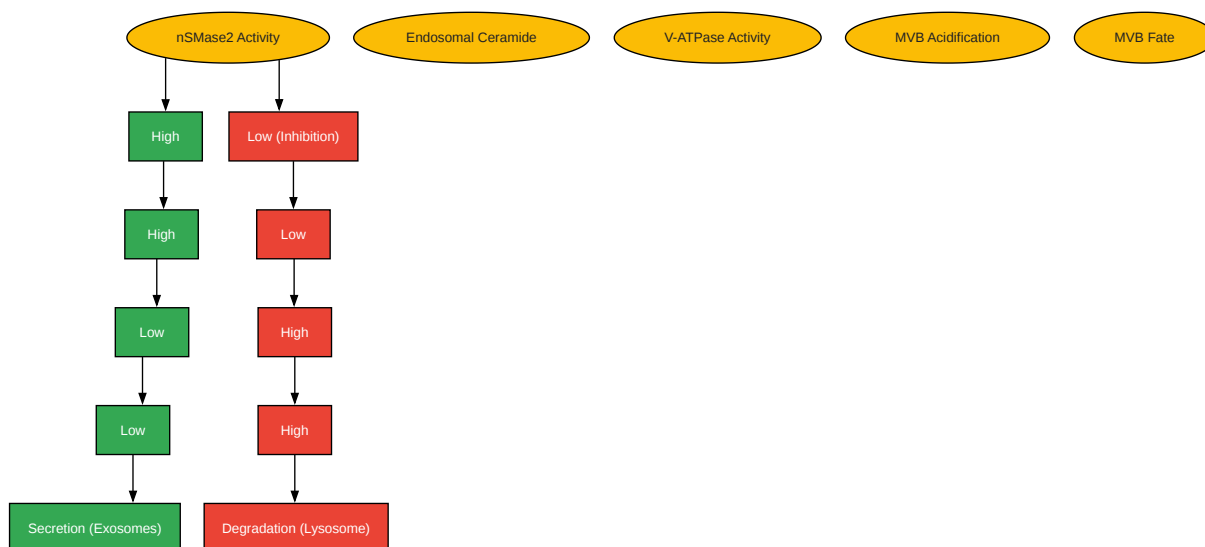 nSMase2 Activity
Endosomal Ceramide
V-ATPase Activity
MVB Acidification
MVB Fate
High
Low (Inhibition)
High
Low
Low
High
Low
High
Secretion (Exosomes)
Degradation (Lysosome)